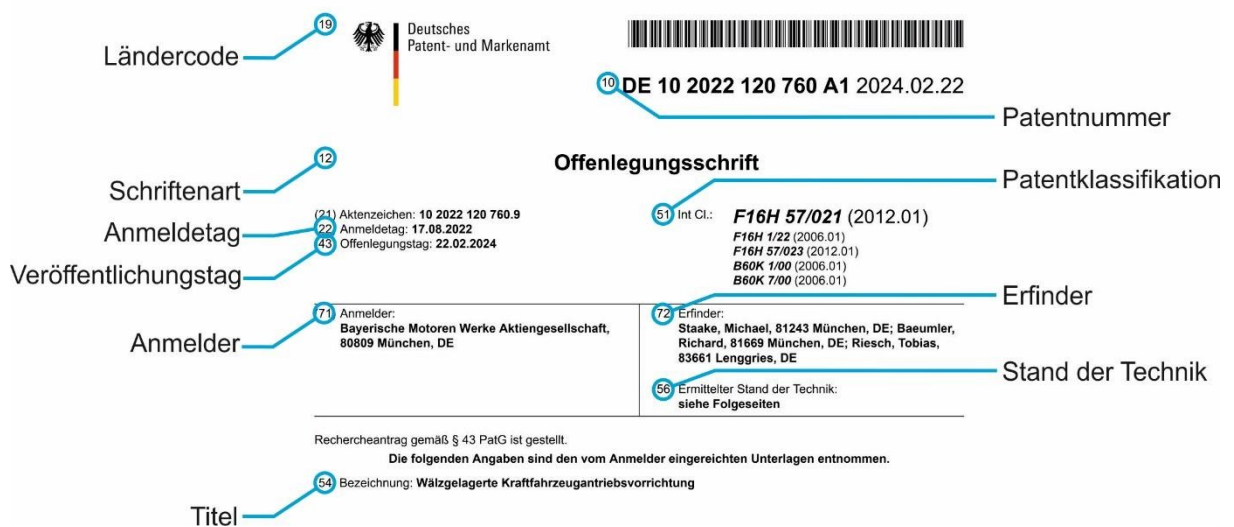 Ländercode
19
Deutsches
Patent- und Markenamt
10 DE 10 2022 120 760 A1 2024.02.22
Patentnummer
12
Offenlegungsschrift
Schriftenart
Patentklassifikation
(21) Aktenzeichen: 10 2022 120 760.9
22 Anmeldetag: 17.08.2022
43 Offenlegungstag: 22.02.2024
Anmeldetag
Veröffentlichungstag
51 Int Cl.: F16H 57/021 (2012.01)
F16H 1/22 (2006.01)
F16H 57/023 (2012.01)
B60K 1/00 (2006.01)
B60K 7/00 (2006.01)
Erfinder
71 Anmelder:
Bayerische Motoren Werke Aktiengesellschaft,
80809 München, DE
Anmelder
72 Erfinder:
Staake, Michael, 81243 München, DE; Baeumler,
Richard, 81669 München, DE; Riesch, Tobias,
83661 Lenggries, DE
Stand der Technik
56 Ermittelter Stand der Technik:
siehe Folgeseiten
Rechercheantrag gemäß § 43 PatG ist gestellt.
Die folgenden Angaben sind den vom Anmelder eingereichten Unterlagen entnommen.
54 Bezeichnung: Wälzgelagerte Kraftfahrzeugantriebsvorrichtung
Titel